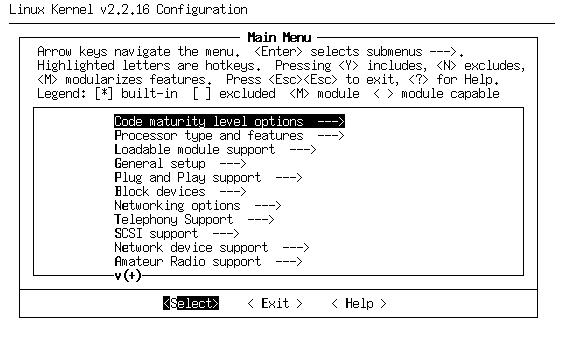 Linux Kernel v2.2.16 Configuration
Main Menu
Arrow keys navigate the menu.  <Enter> selects submenus --->.
Highlighted letters are hotkeys.  Pressing <Y> includes, <N> excludes,
<M> modularizes features.  Press <Esc><Esc> to exit, <?> for Help.
Legend: [*] built-in  [ ] excluded  <M> module  < > module capable
Code maturity level options  --->
Processor type and features  --->
Loadable module support  --->
General setup  --->
Plug and Play support  --->
Block devices  --->
Networking options  --->
Telephony Support  --->
SCSI support  --->
Network device support  --->
Amateur Radio support  --->
v(+)
<Select>    < Exit >    < Help >